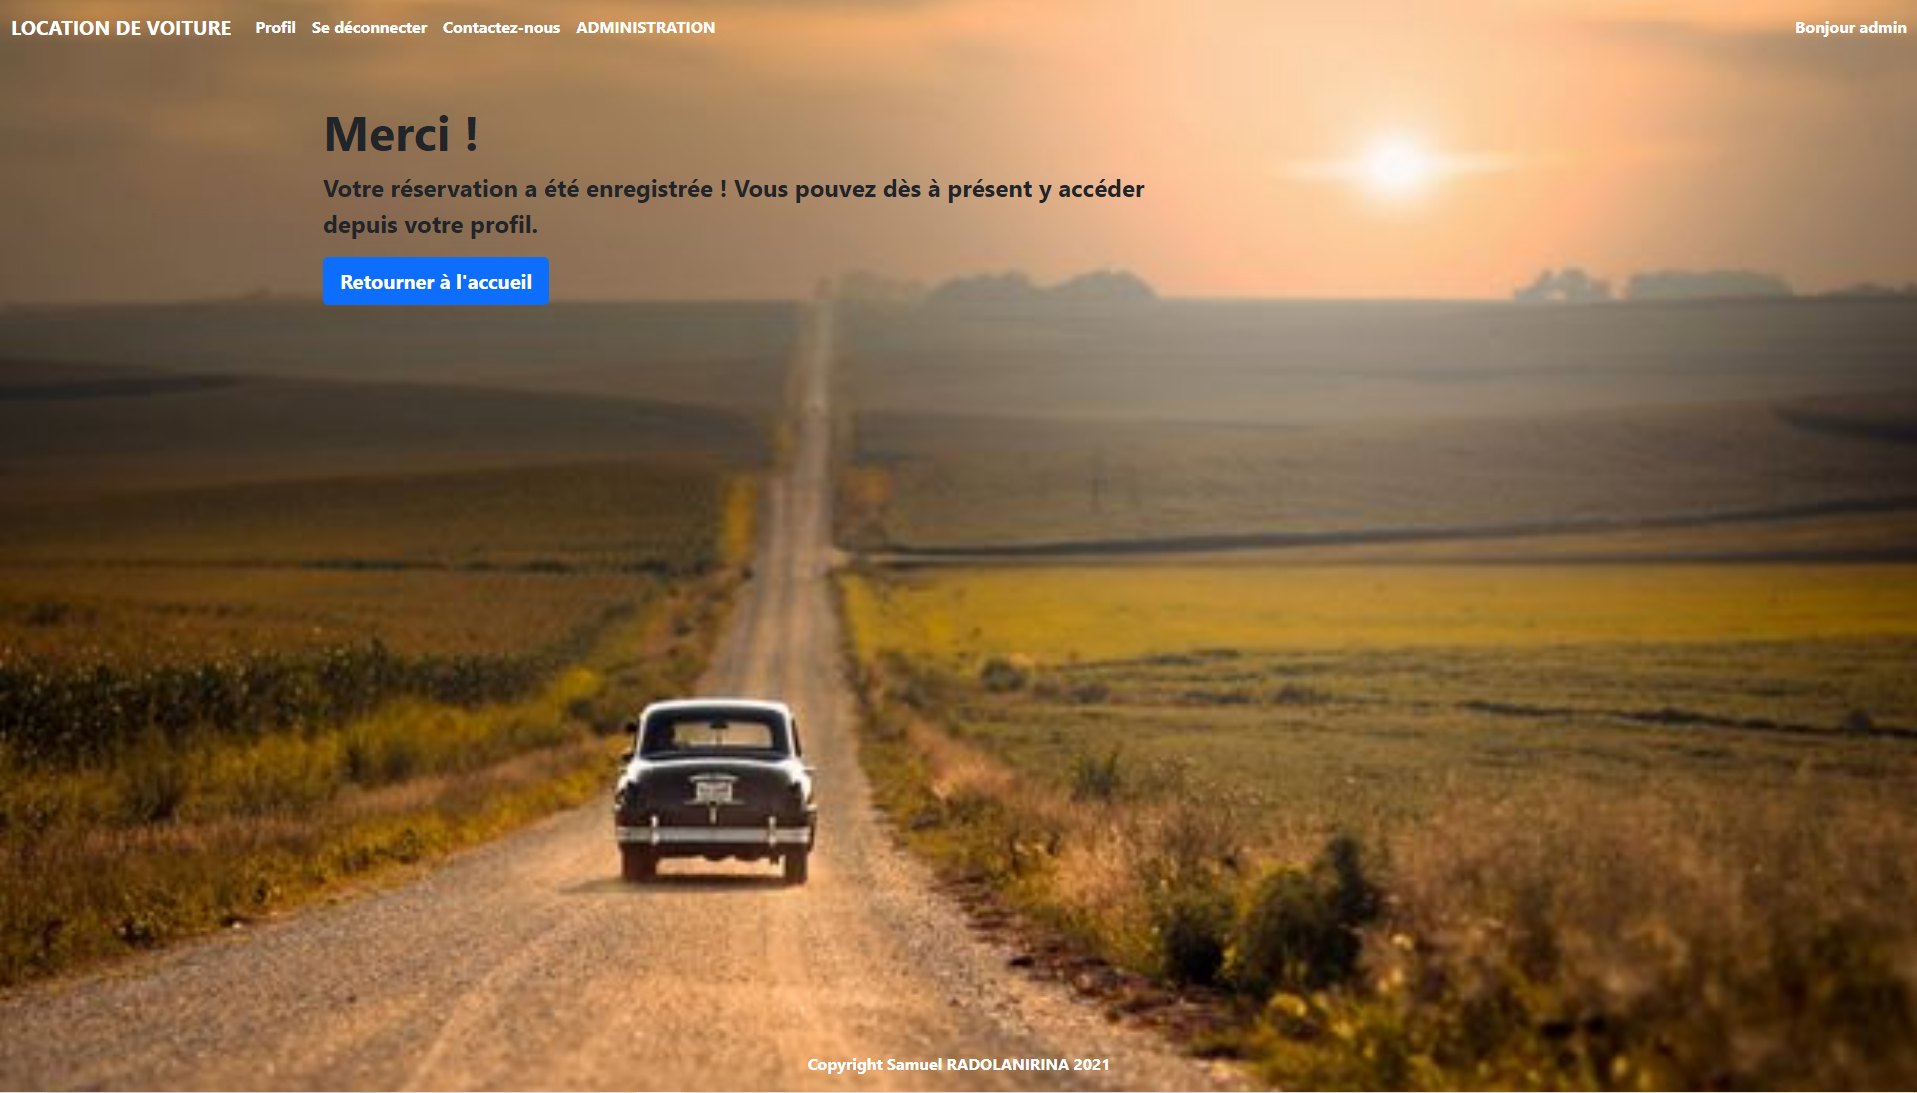 LOCATION DE VOITURE Profil Se déconnecter Contactez-nous ADMINISTRATION Bonjour admin
Merci !
Votre réservation a été enregistrée ! Vous pouvez dès à présent y accéder
depuis votre profil.
Retourner à l'accueil
Copyright Samuel RADOLANIRINA 2021